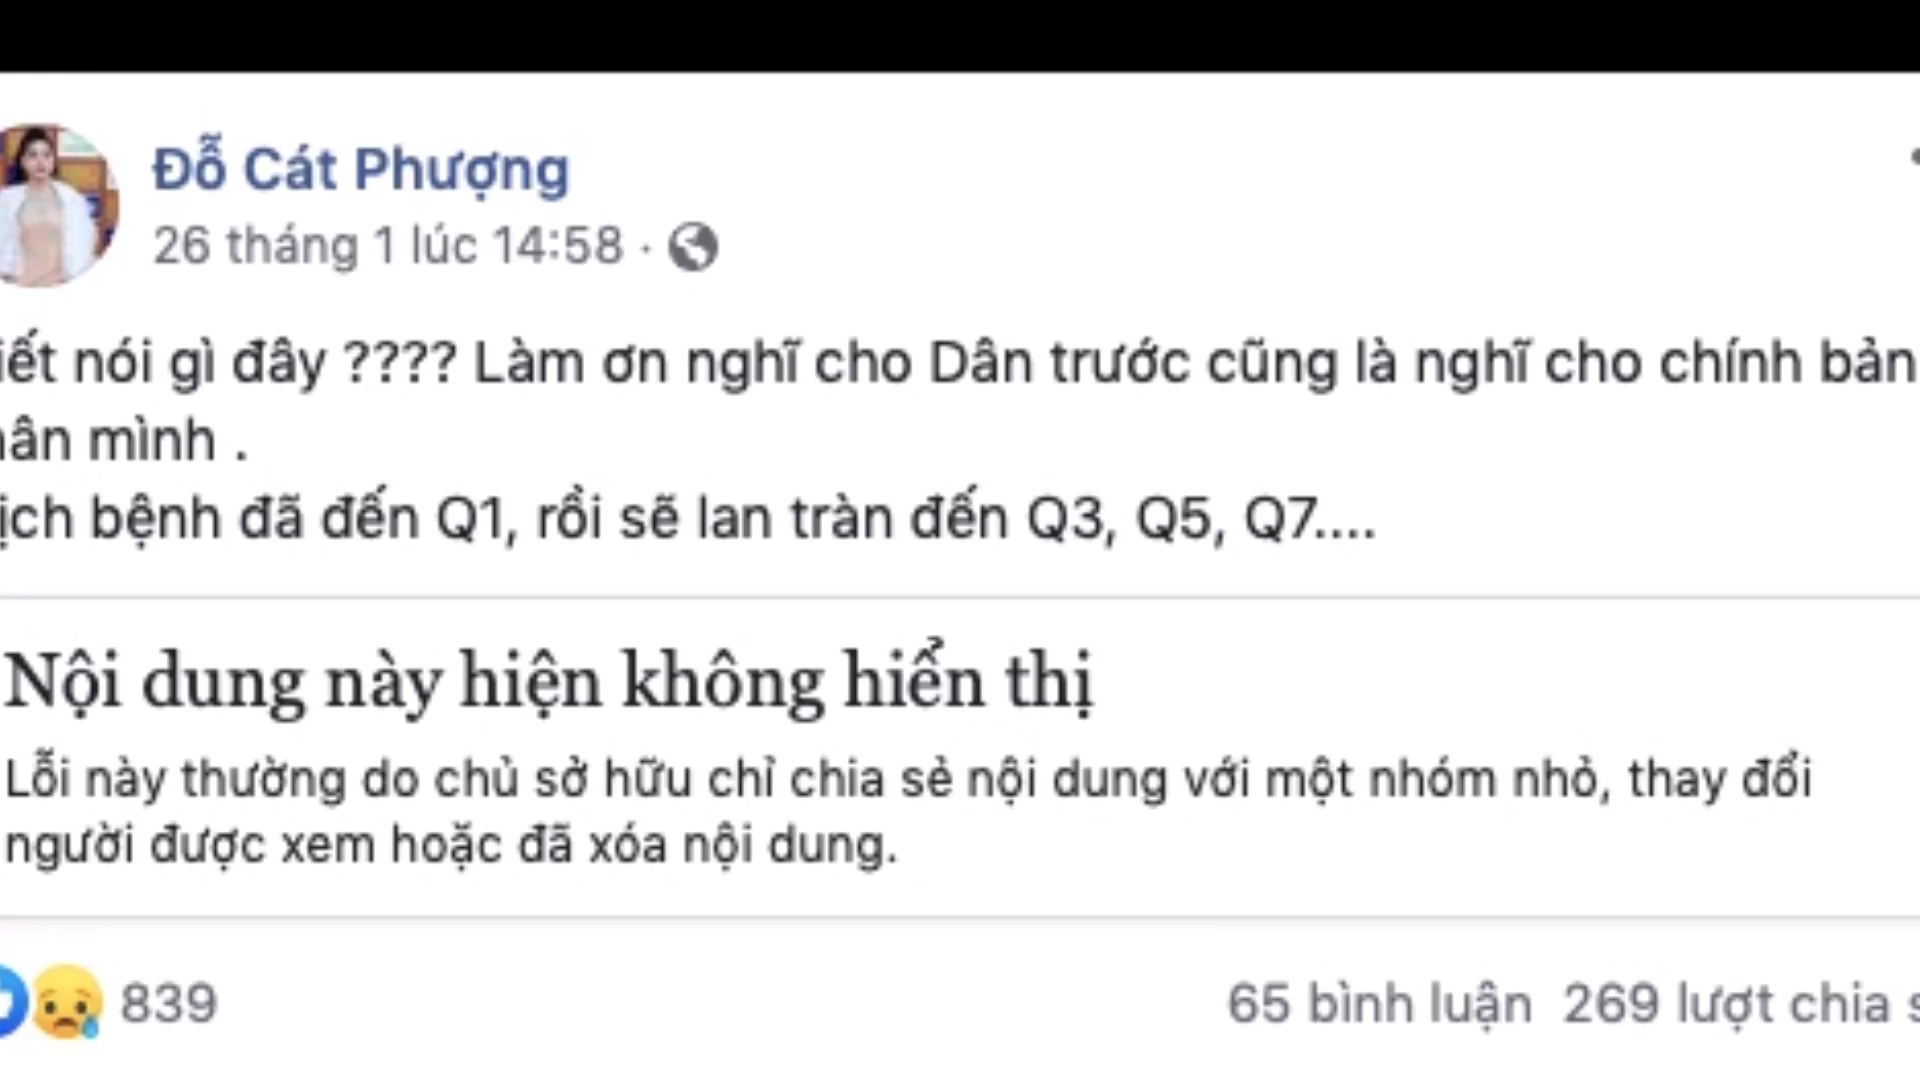 Đỗ Cát Phượng
26 tháng 1 lúc 14:58 ·
iết nói gì đây ???? Làm ơn nghĩ cho Dân trước cũng là nghĩ cho chính bản
hân mình .
ịch bệnh đã đến Q1, rồi sẽ lan tràn đến Q3, Q5, Q7....
Nội dung này hiện không hiển thị
Lỗi này thường do chủ sở hữu chỉ chia sẻ nội dung với một nhóm nhỏ, thay đổi
người được xem hoặc đã xóa nội dung.
839
65 bình luận 269 lượt chia s